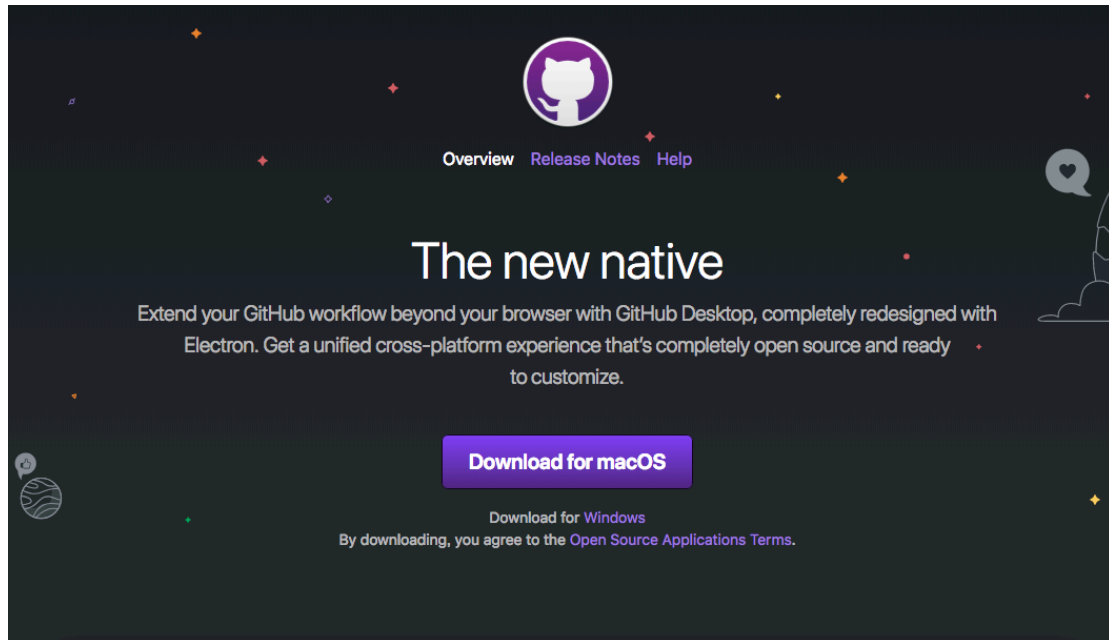 Overview Release Notes Help
The new native
Extend your GitHub workflow beyond your browser with GitHub Desktop, completely redesigned with
Electron. Get a unified cross-platform experience that's completely open source and ready
to customize.
Download for macOS
Download for Windows
By downloading, you agree to the Open Source Applications Terms.